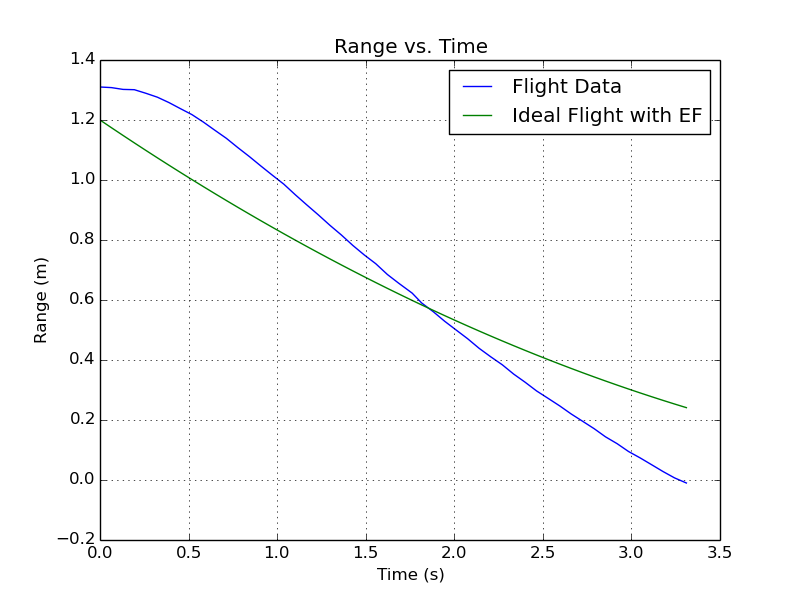 Range vs. Time
Flight Data
Ideal Flight with EF
1.4
1.2
1.0
0.8
0.6
0.4
0.2
0.0
−0.2
Range (m)
0.0 0.5 1.0 1.5 2.0 2.5 3.0 3.5
Time (s)